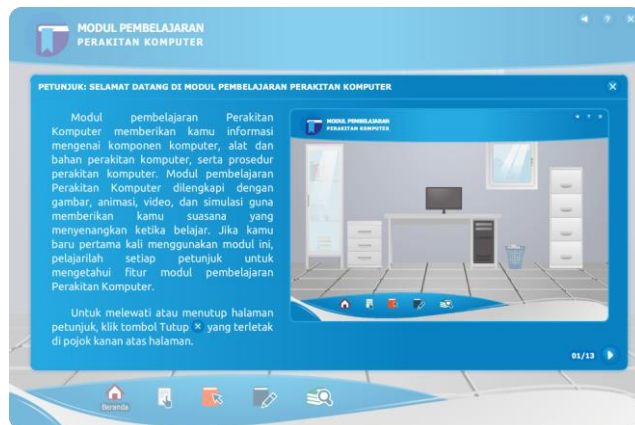 MODUL PEMBELAJARAN
PERAKITAN KOMPUTER
PETUNJUK: SELAMAT DATANG DI MODUL PEMBELAJARAN PERAKITAN KOMPUTER
Modul pembelajaran Perakitan
Komputer memberikan kamu informasi
mengenai komponen komputer, alat dan
bahan perakitan komputer, serta prosedur
perakitan komputer. Modul pembelajaran
Perakitan Komputer dilengkapi dengan
gambar, animasi, video, dan simulasi guna
memberikan kamu suasana yang
menyenangkan ketika belajar. Jika kamu
baru pertama kali menggunakan modul ini,
pelajarilah setiap petunjuk untuk
mengetahui fitur modul pembelajaran
Perakitan Komputer.
Untuk melewati atau menutup halaman
petunjuk, klik tombol Tutup yang terletak
di pojok kanan atas halaman.
MODUL PEMBELAJARAN
PERAKITAN KOMPUTER
01/13
Beranda